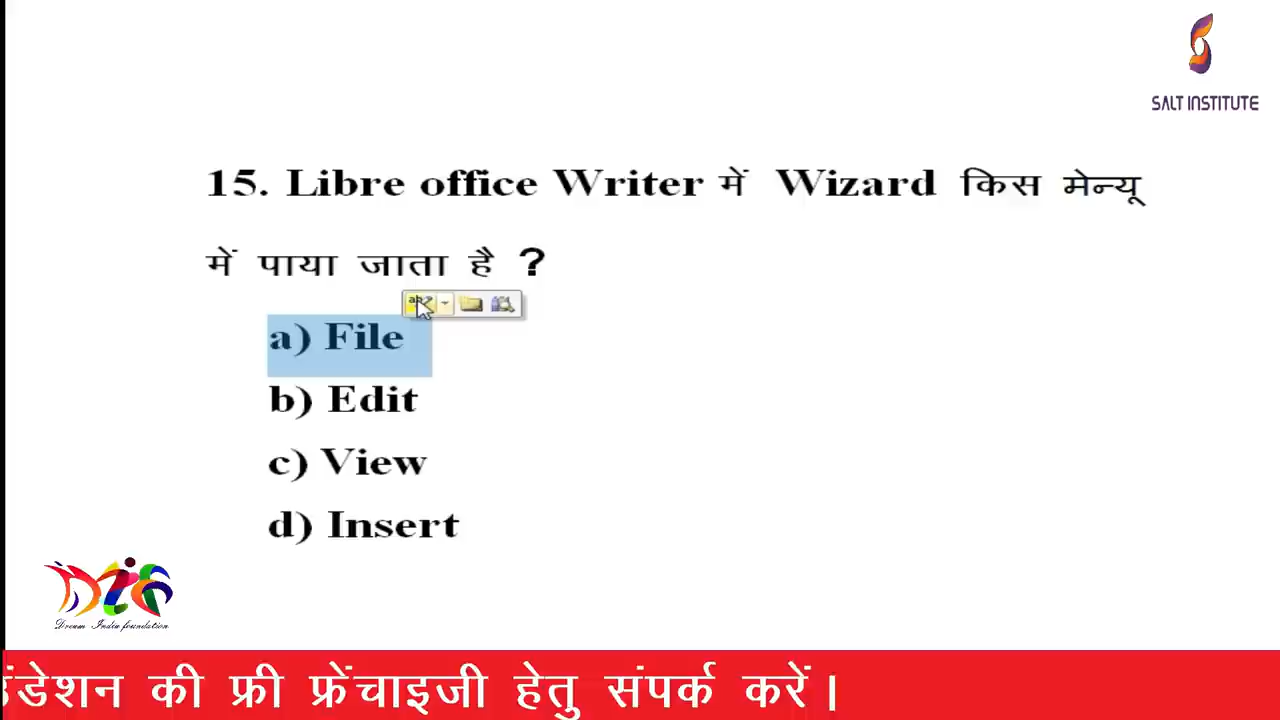 SALT INSTITUTE
15. Libre office Writer में Wizard किस मेन्यू
में पाया जाता है ?
a) File
b) Edit
c) View
d) Insert
Dream India foundation
की फ्री फ्रेंचाइजी हेतु संपर्क करें।